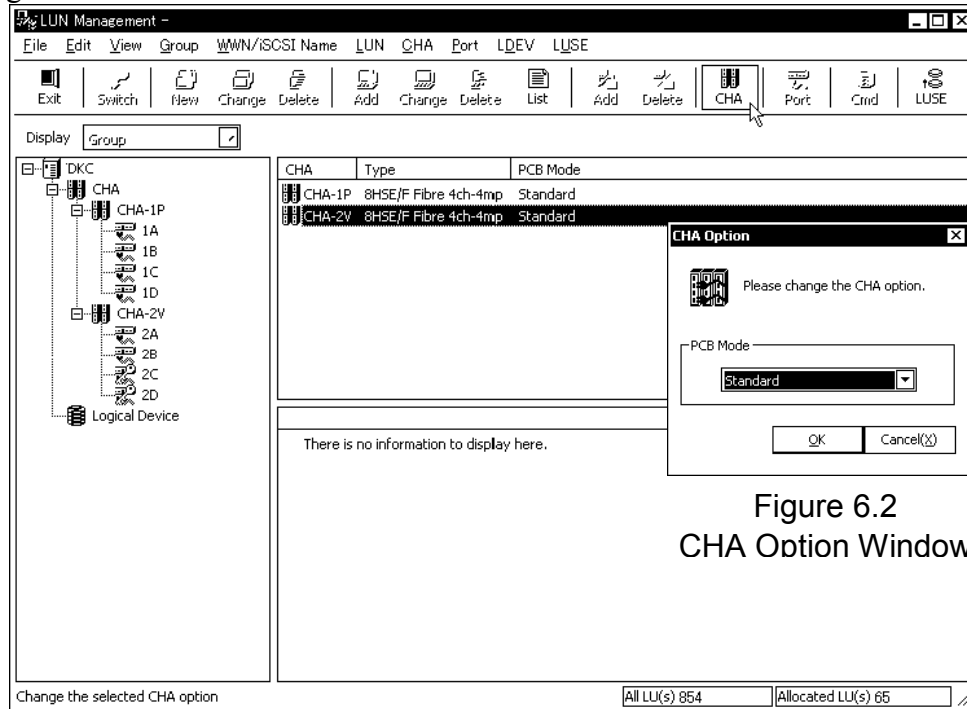 LUN Management -
File Edit View Group WWN/iSCSI Name LUN CHA Port LDEV LUSE
Exit Switch New Change Delete Add Change Delete List Add Delete CHA Port Cmd LUSE
Display Group
DKC
CHA
CHA-1P
1A
1B
1C
1D
CHA-2V
2A
2B
2C
2D
Logical Device
CHA Type PCB Mode
CHA-1P 8HSE/F Fibre 4ch-4mp Standard
CHA-2V 8HSE/F Fibre 4ch-4mp Standard
There is no information to display here.
CHA Option
Please change the CHA option.
PCB Mode
Standard
OK Cancel(X)
Figure 6.2
CHA Option Window
Change the selected CHA option All LU(s) 854 Allocated LU(s) 65